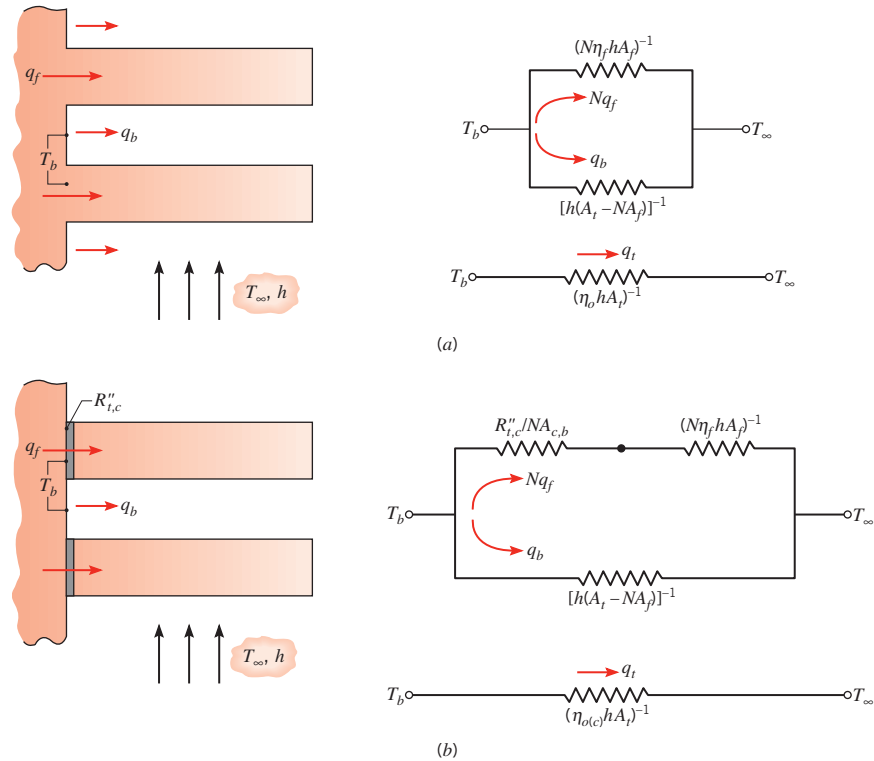 q_f
q_b
T_b
T_∞, h
(Nη_f hA_f)⁻¹
Nq_f
T_b
T_∞
q_b
[h(A_t – NA_f)]⁻¹
q_t
T_b
T_∞
(η_o hA_t)⁻¹
(a)
R″_t,c
q_f
T_b
q_b
T_∞, h
R″_t,c/NA_c,b
(Nη_f hA_f)⁻¹
Nq_f
T_b
T_∞
q_b
[h(A_t – NA_f)]⁻¹
q_t
T_b
T_∞
(η_o(c) hA_t)⁻¹
(b)